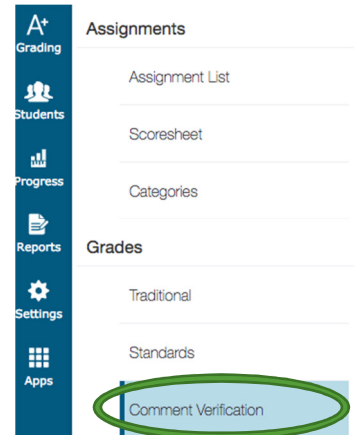 A+
Grading
Students
Progress
Reports
Settings
Apps
Assignments
Assignment List
Scoresheet
Categories
Grades
Traditional
Standards
Comment Verification